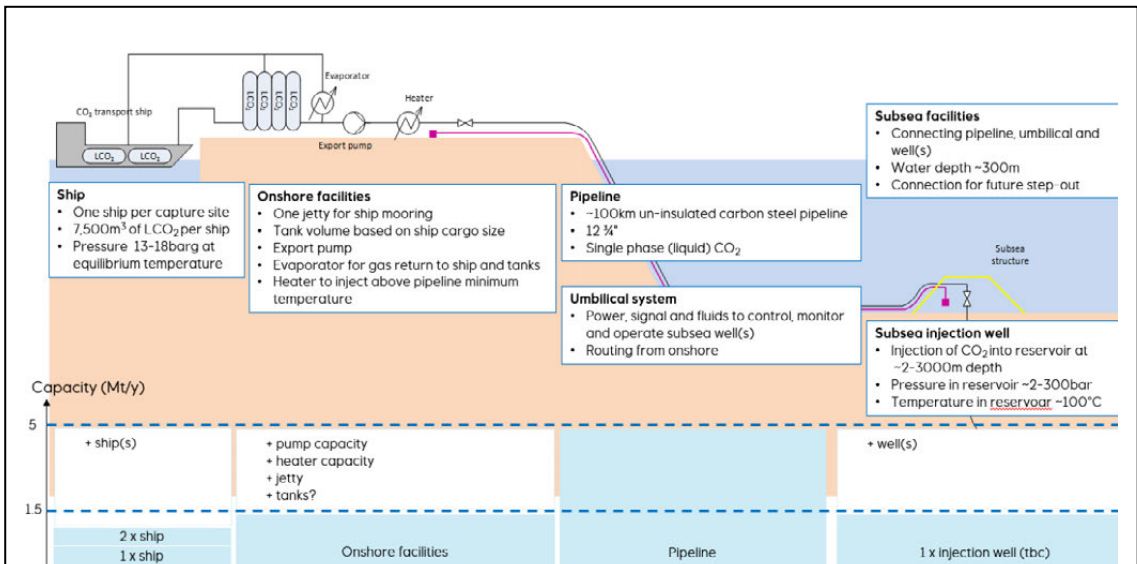 Evaporator
Heater
CO₂ transport ship
LCO₂
LCO₂
LCO₂
LCO₂
LCO₂
LCO₂
Export pump
Subsea facilities
• Connecting pipeline, umbilical and
well(s)
• Water depth ~300m
• Connection for future step-out
Ship
• One ship per capture site
• 7,500m³ of LCO₂ per ship
• Pressure 13-18barg at
equilibrium temperature
Onshore facilities
• One jetty for ship mooring
• Tank volume based on ship cargo size
• Export pump
• Evaporator for gas return to ship and tanks
• Heater to inject above pipeline minimum
temperature
Pipeline
• ~100km un-insulated carbon steel pipeline
• 12 ¾"
• Single phase (liquid) CO₂
Subsea
structure
Umbilical system
• Power, signal and fluids to control, monitor
and operate subsea well(s)
• Routing from onshore
Subsea injection well
• Injection of CO₂ into reservoir at
~2-3000m depth
• Pressure in reservoir ~2-300bar
• Temperature in reservoar ~100°C
Capacity (Mt/y)
5
+ ship(s)
+ pump capacity
+ heater capacity
+ jetty
+ tanks?
+ well(s)
1.5
2 x ship
1 x ship
Onshore facilities
Pipeline
1 x injection well (tbc)